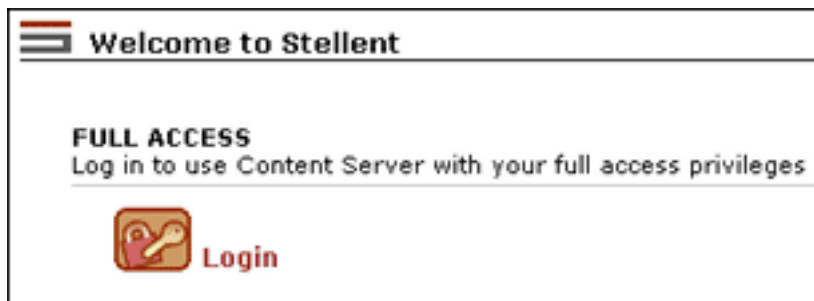 Welcome to Stellent
FULL ACCESS
Log in to use Content Server with your full access privileges
Login